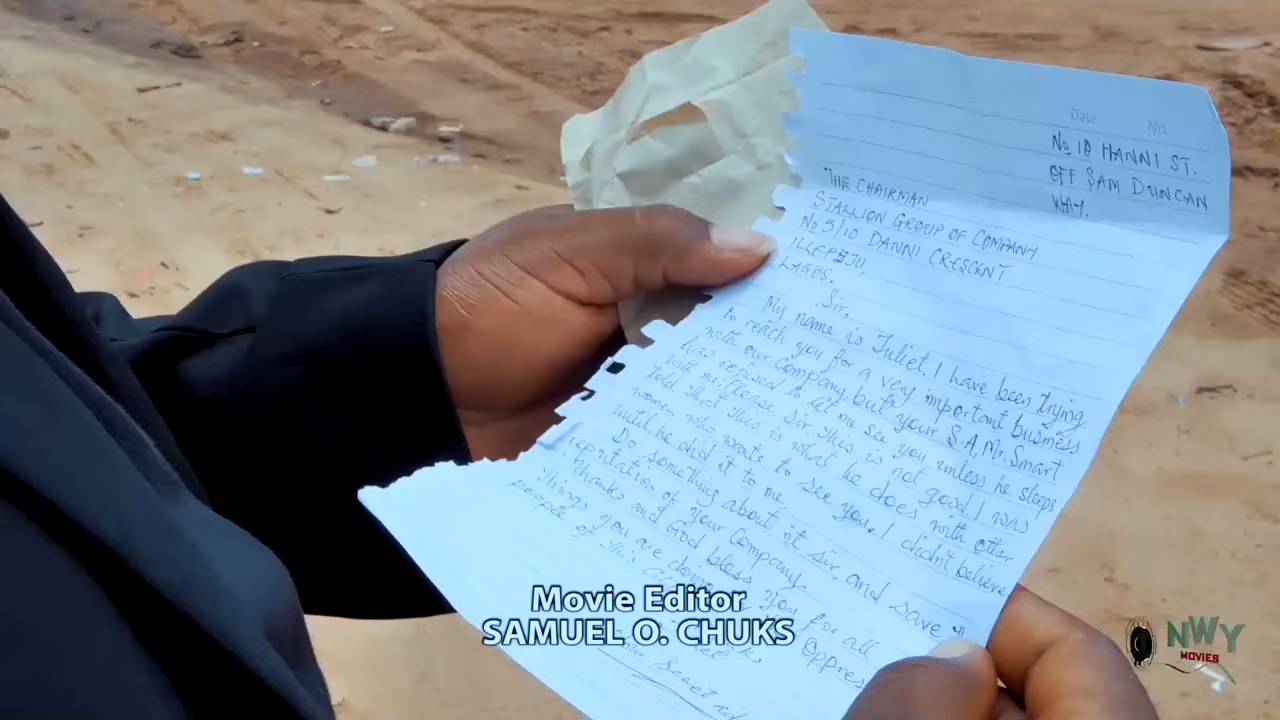 Date No.
No 18 HANNI ST.
OFF SAM DUNCAN
WAY.
THE CHAIRMAN
STALLION GROUP OF COMPANY
No 5/10 DANNI CRESCENT
ILLEPEJU,
LAGOS.
Sir,
My name is Juliet. I have been trying
to reach you for a very important business
with our Company, but your S.A, Mr. Smart
has refused to let me see you unless he sleeps
with me. Please sir this is not good. I was
told that this is what he does with other
women who wants to see you, I didn't believe
until he did it to me
Do something about it sir, and save
reputation of your Company.
Thanks and God bless you for all
things you are doing
people of this
Movie Editor
SAMUEL O. CHUKS
NWY
MOVIES